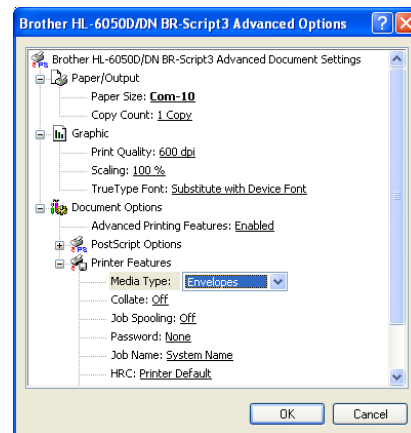 Brother HL-6050D/DN BR-Script3 Advanced Options
Brother HL-6050D/DN BR-Script3 Advanced Document Settings
Paper/Output
Paper Size: Com-10
Copy Count: 1 Copy
Graphic
Print Quality: 600 dpi
Scaling: 100 %
TrueType Font: Substitute with Device Font
Document Options
Advanced Printing Features: Enabled
PostScript Options
Printer Features
Media Type: Envelopes
Collate: Off
Job Spooling: Off
Password: None
Job Name: System Name
HRC: Printer Default
OK Cancel